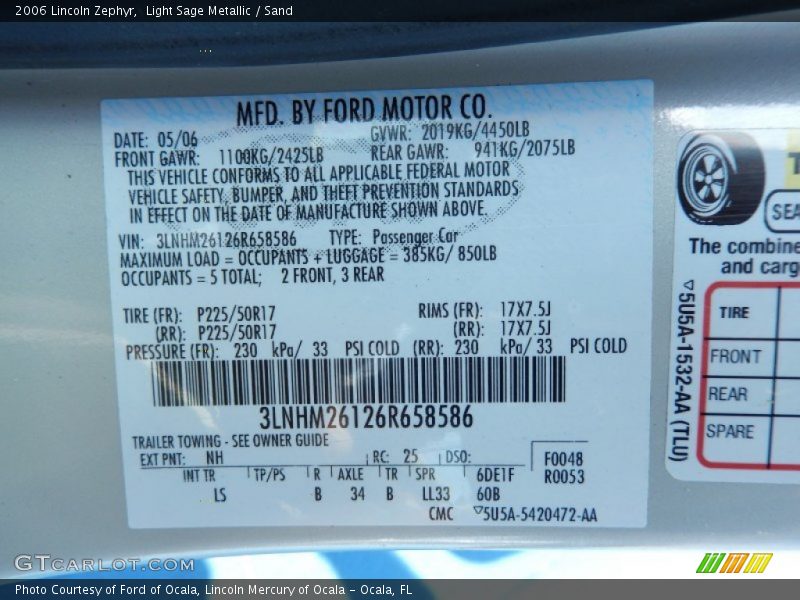 2006 Lincoln Zephyr, Light Sage Metallic / Sand
MFD. BY FORD MOTOR CO.
DATE: 05/06 GVWR: 2019KG/4450LB
FRONT GAWR: 1100KG/2425LB REAR GAWR: 941KG/2075LB
THIS VEHICLE CONFORMS TO ALL APPLICABLE FEDERAL MOTOR
VEHICLE SAFETY, BUMPER, AND THEFT PREVENTION STANDARDS
IN EFFECT ON THE DATE OF MANUFACTURE SHOWN ABOVE.
VIN: 3LNHM26126R658586 TYPE: Passenger Car
MAXIMUM LOAD = OCCUPANTS + LUGGAGE = 385KG/ 850LB
OCCUPANTS = 5 TOTAL; 2 FRONT, 3 REAR
TIRE (FR): P225/50R17 RIMS (FR): 17X7.5J
(RR): P225/50R17 (RR): 17X7.5J
PRESSURE (FR): 230 kPa/ 33 PSI COLD (RR): 230 kPa/ 33 PSI COLD
3LNHM26126R658586
TRAILER TOWING - SEE OWNER GUIDE
EXT PNT: NH RC: 25 DSO: F0048
INT TR TP/PS R AXLE TR SPR 6DE1F R0053
LS B 34 B LL33 60B
CMC 5U5A-5420472-AA
SEA
The combine
and carg
TIRE
FRONT
REAR
SPARE
5U5A-1532-AA (TLU)
GTCARLOT.COM
Photo Courtesy of Ford of Ocala, Lincoln Mercury of Ocala - Ocala, FL